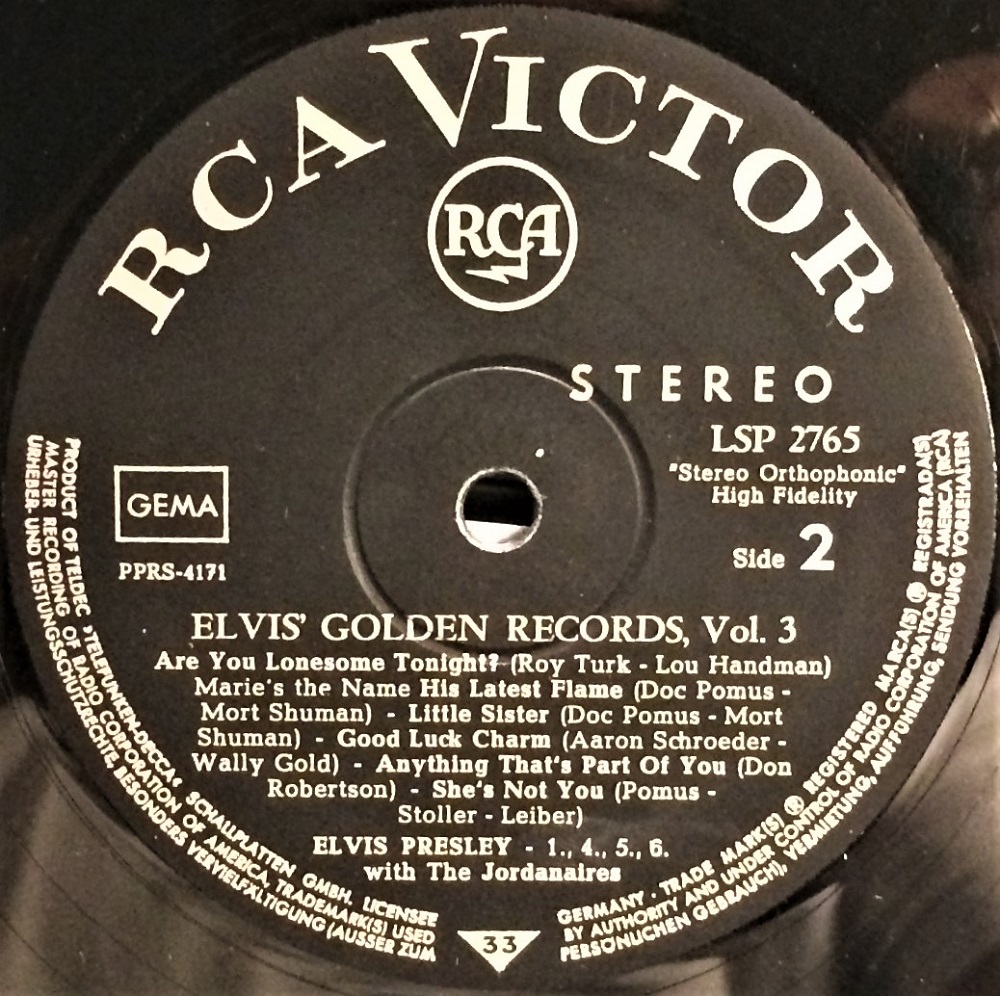 RCA VICTOR
RCA
STEREO
LSP 2765
"Stereo Orthophonic"
High Fidelity
GEMA
Side 2
PPRS-4171
ELVIS' GOLDEN RECORDS, Vol. 3
Are You Lonesome Tonight? (Roy Turk - Lou Handman)
Marie's the Name His Latest Flame (Doc Pomus -
Mort Shuman) - Little Sister (Doc Pomus - Mort
Shuman) - Good Luck Charm (Aaron Schroeder -
Wally Gold) - Anything That's Part Of You (Don
Robertson) - She's Not You (Pomus -
Stoller - Leiber)
ELVIS PRESLEY - 1., 4., 5., 6.
with The Jordanaires
PRODUCT OF TELDEC »TELEFUNKEN-DECCA« SCHALLPLATTEN GMBH. LICENSEE
MASTER RECORDING OF RADIO CORPORATION OF AMERICA, TRADEMARK(S) USED
URHEBER- UND LEISTUNGSSCHUTZRECHTE, BESONDERS VERVIELFÄLTIGUNG (AUSSER ZUM
33
GERMANY · TRADE MARK(S) ® REGISTERED MARCA(S) ® REGISTRADA(S)
BY AUTHORITY AND UNDER CONTROL OF RADIO CORPORATION OF AMERICA (RCA)
PERSÖNLICHEN GEBRAUCH), VERMIETUNG, AUFFÜHRUNG, SENDUNG VORBEHALTEN